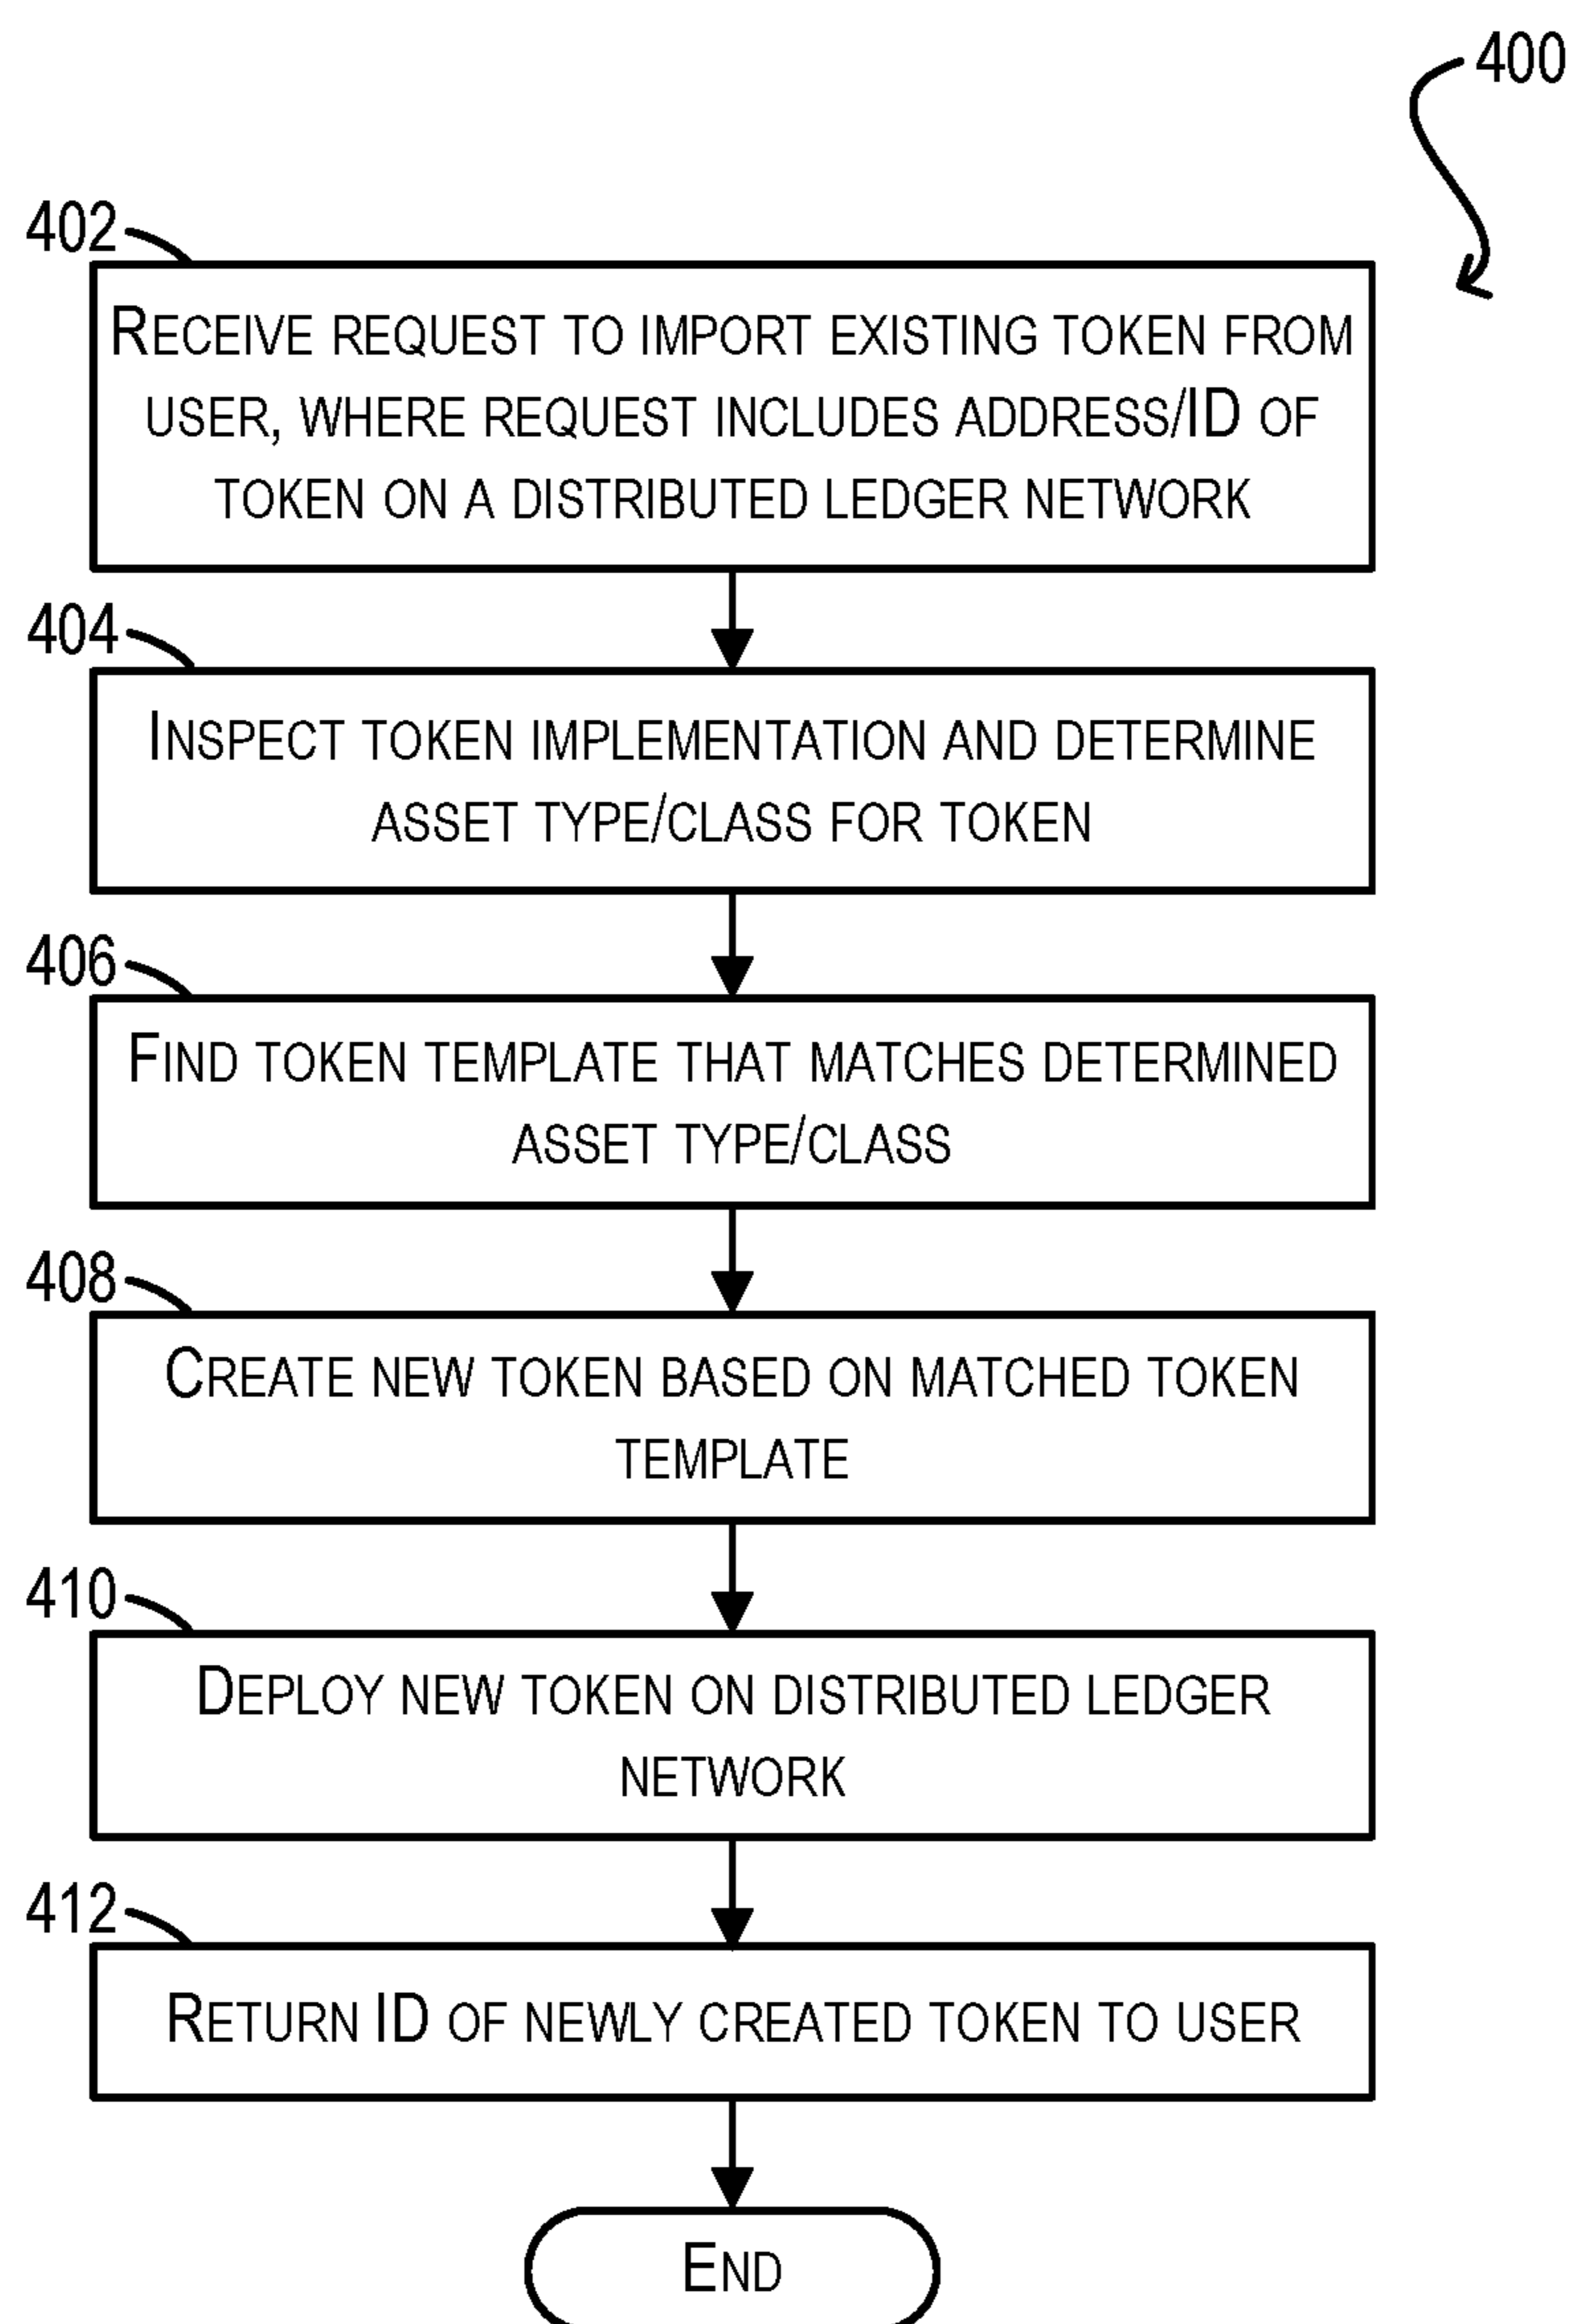 400
402
RECEIVE REQUEST TO IMPORT EXISTING TOKEN FROM
USER, WHERE REQUEST INCLUDES ADDRESS/ID OF
TOKEN ON A DISTRIBUTED LEDGER NETWORK
404
INSPECT TOKEN IMPLEMENTATION AND DETERMINE
ASSET TYPE/CLASS FOR TOKEN
406
FIND TOKEN TEMPLATE THAT MATCHES DETERMINED
ASSET TYPE/CLASS
408
CREATE NEW TOKEN BASED ON MATCHED TOKEN
TEMPLATE
410
DEPLOY NEW TOKEN ON DISTRIBUTED LEDGER
NETWORK
412
RETURN ID OF NEWLY CREATED TOKEN TO USER
END